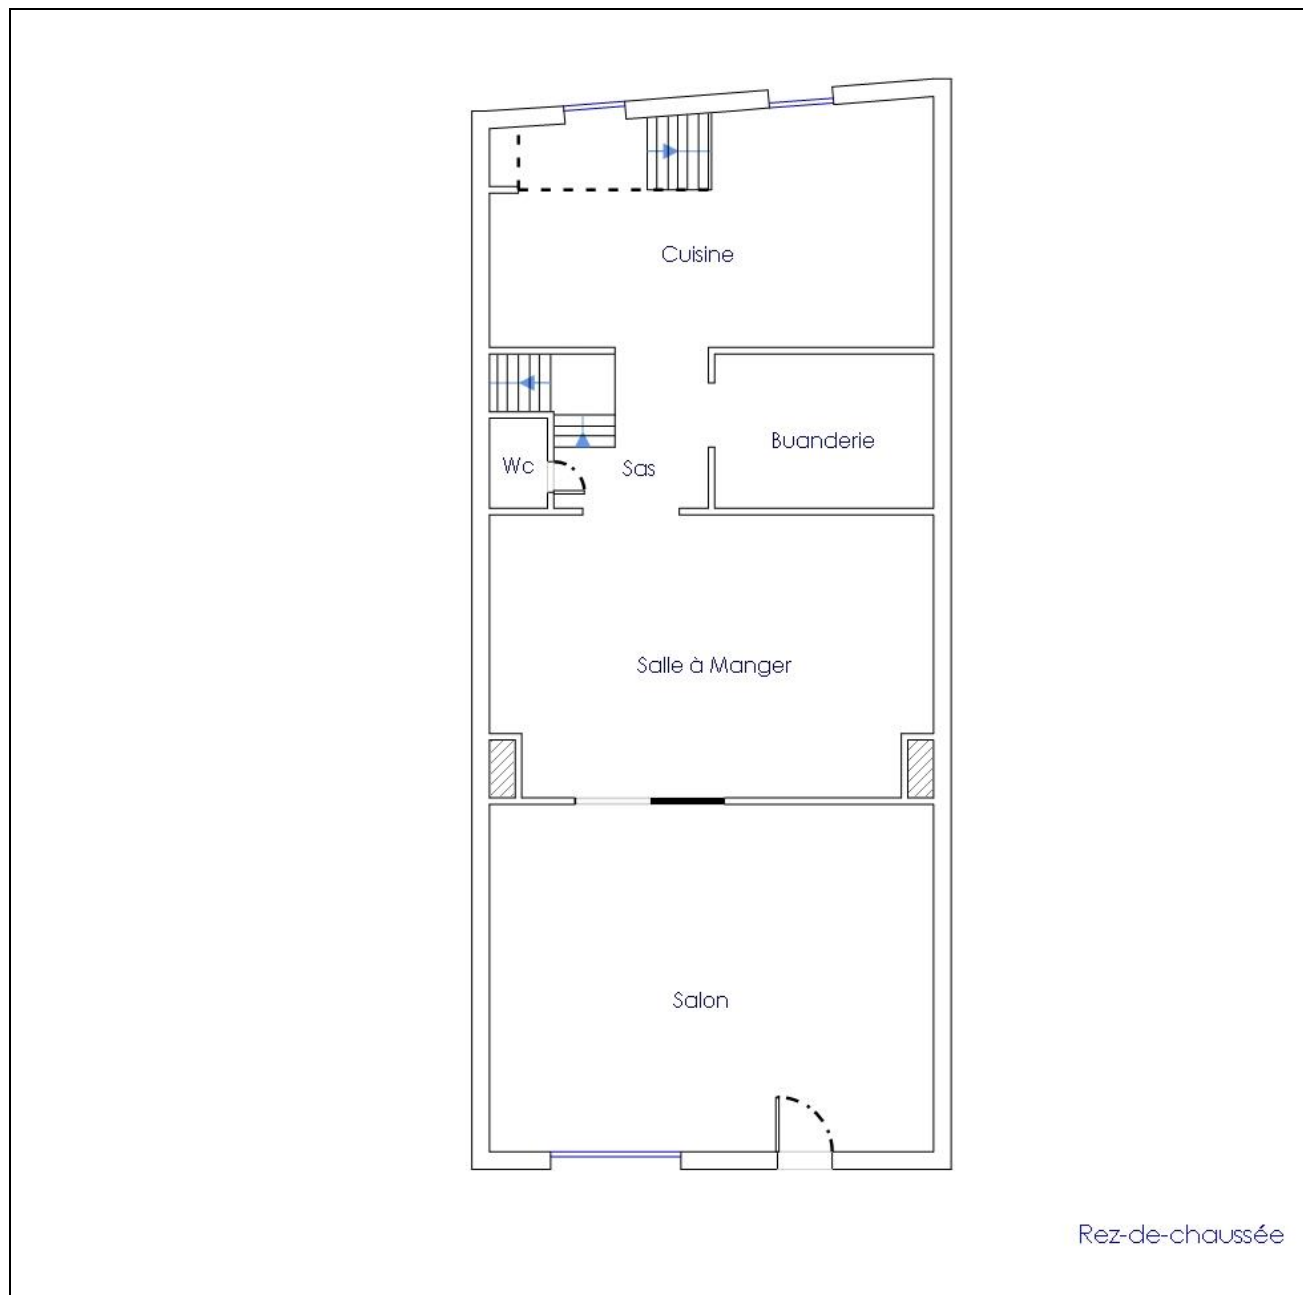 Cuisine
Buanderie
Wc
Sas
Salle à Manger
Salon
Rez-de-chaussée